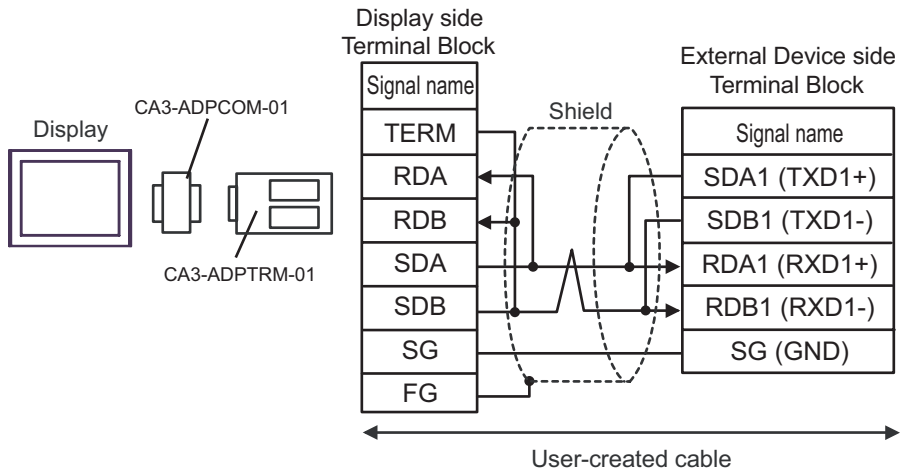 Display side
Terminal Block
External Device side
Terminal Block
CA3-ADPCOM-01
Display
CA3-ADPTRM-01
Shield
Signal name
TERM
RDA
RDB
SDA
SDB
SG
FG
Signal name
SDA1 (TXD1+)
SDB1 (TXD1-)
RDA1 (RXD1+)
RDB1 (RXD1-)
SG (GND)
User-created cable